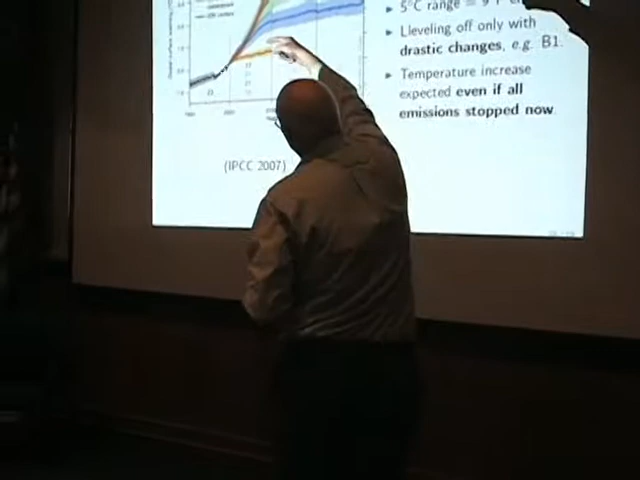 5°C range = 9°F
Lleveling off only with
drastic changes, e.g. B1.
Temperature increase
expected even if all
emissions stopped now.
(IPCC 2007)